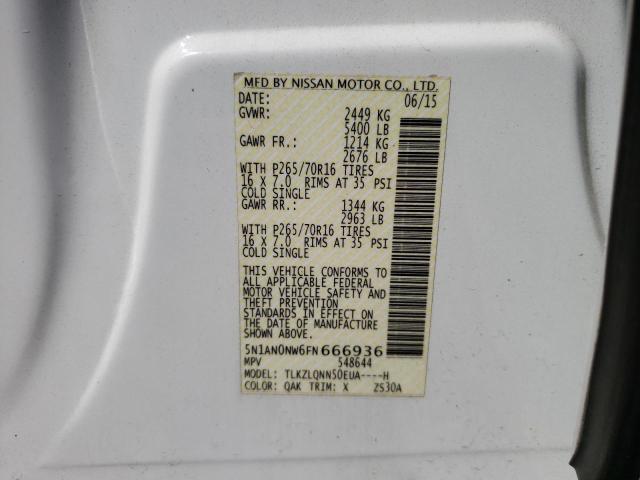 MFD BY NISSAN MOTOR CO., LTD.
DATE: 06/15
GVWR: 2449 KG
5400 LB
GAWR FR.: 1214 KG
2676 LB
WITH P265/70R16 TIRES
16 X 7.0 RIMS AT 35 PSI
COLD SINGLE
GAWR RR.: 1344 KG
2963 LB
WITH P265/70R16 TIRES
16 X 7.0 RIMS AT 35 PSI
COLD SINGLE
THIS VEHICLE CONFORMS TO
ALL APPLICABLE FEDERAL
MOTOR VEHICLE SAFETY AND
THEFT PREVENTION
STANDARDS IN EFFECT ON
DATE OF MANUFACTURE
SHOWN ABOVE.
5N1AN0NW6FN666936
MPV 548644
MODEL: TLKZLQNN50EUA----H
COLOR: QAK TRIM: X ZS30A